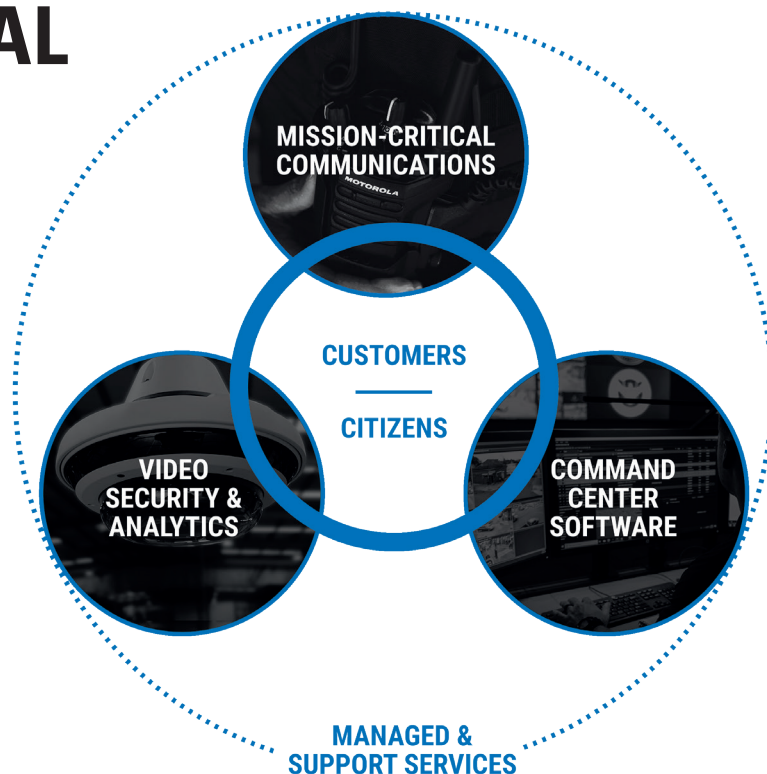 AL
MISSION-CRITICAL
COMMUNICATIONS
MOTOROLA
CUSTOMERS
CITIZENS
VIDEO
SECURITY &
ANALYTICS
COMMAND
CENTER
SOFTWARE
MANAGED &
SUPPORT SERVICES